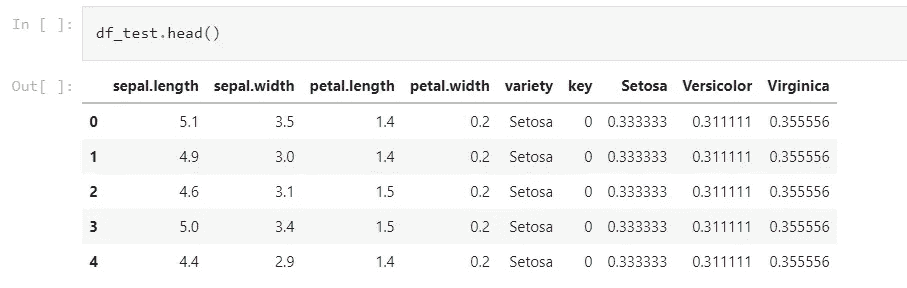 In [ ]: df_test.head()
Out[ ]: sepal.length sepal.width petal.length petal.width variety key Setosa Versicolor Virginica
0 5.1 3.5 1.4 0.2 Setosa 0 0.333333 0.311111 0.355556
1 4.9 3.0 1.4 0.2 Setosa 0 0.333333 0.311111 0.355556
2 4.6 3.1 1.5 0.2 Setosa 0 0.333333 0.311111 0.355556
3 5.0 3.4 1.5 0.2 Setosa 0 0.333333 0.311111 0.355556
4 4.4 2.9 1.4 0.2 Setosa 0 0.333333 0.311111 0.355556